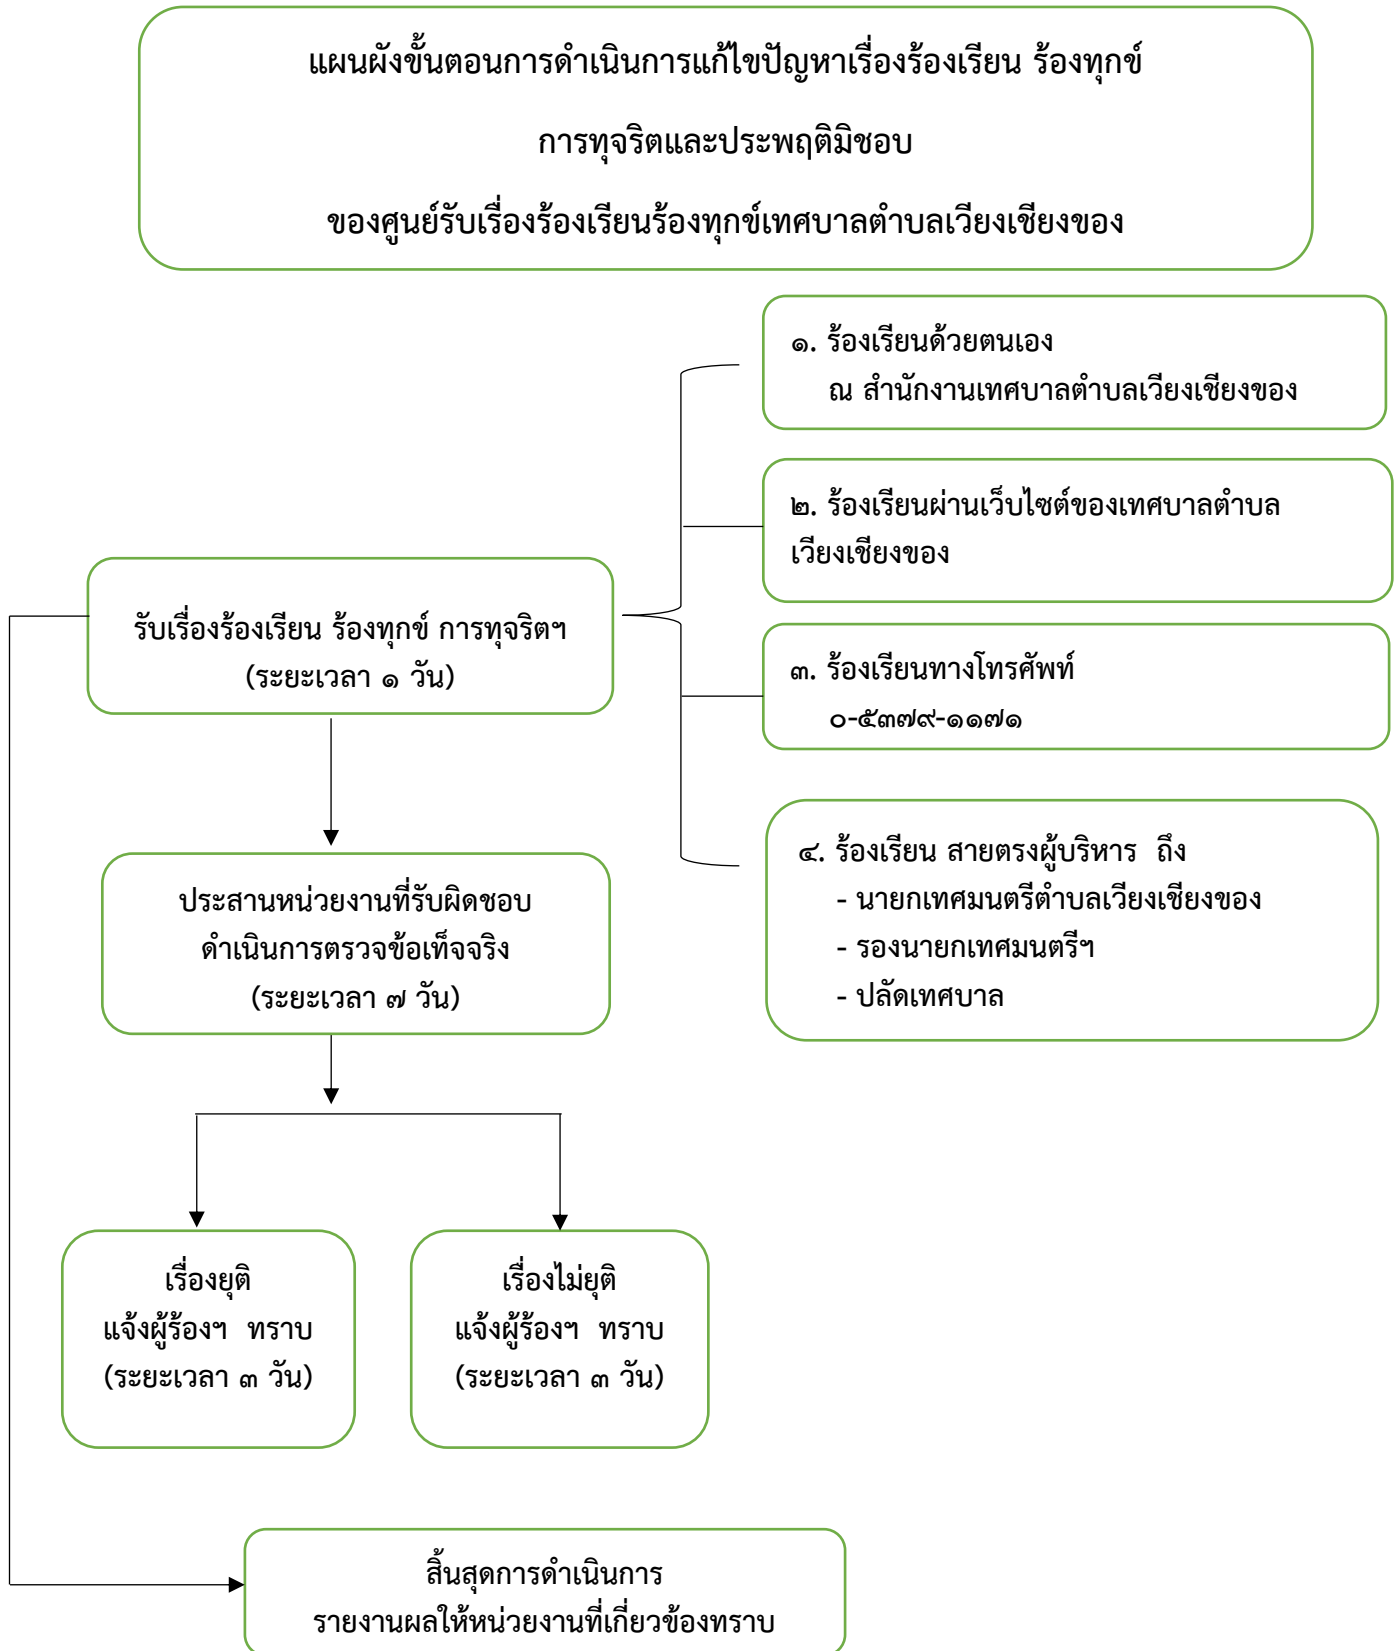 แผนผังขั้นตอนการดำเนินการแก้ไขปัญหาเรื่องร้องเรียน ร้องทุกข์
การทุจริตและประพฤติมิชอบ
ของศูนย์รับเรื่องร้องเรียนร้องทุกข์เทศบาลตำบลเวียงเชียงของ
๑. ร้องเรียนด้วยตนเอง
ณ สำนักงานเทศบาลตำบลเวียงเชียงของ
๒. ร้องเรียนผ่านเว็บไซต์ของเทศบาลตำบล
เวียงเชียงของ
รับเรื่องร้องเรียน ร้องทุกข์ การทุจริตฯ
(ระยะเวลา ๑ วัน)
๓. ร้องเรียนทางโทรศัพท์
๐-๕๓๗๙-๑๑๗๑
๔. ร้องเรียน สายตรงผู้บริหาร ถึง
- นายกเทศมนตรีตำบลเวียงเชียงของ
- รองนายกเทศมนตรีฯ
- ปลัดเทศบาล
ประสานหน่วยงานที่รับผิดชอบ
ดำเนินการตรวจข้อเท็จจริง
(ระยะเวลา ๗ วัน)
เรื่องยุติ
แจ้งผู้ร้องฯ ทราบ
(ระยะเวลา ๓ วัน)
เรื่องไม่ยุติ
แจ้งผู้ร้องฯ ทราบ
(ระยะเวลา ๓ วัน)
สิ้นสุดการดำเนินการ
รายงานผลให้หน่วยงานที่เกี่ยวข้องทราบ